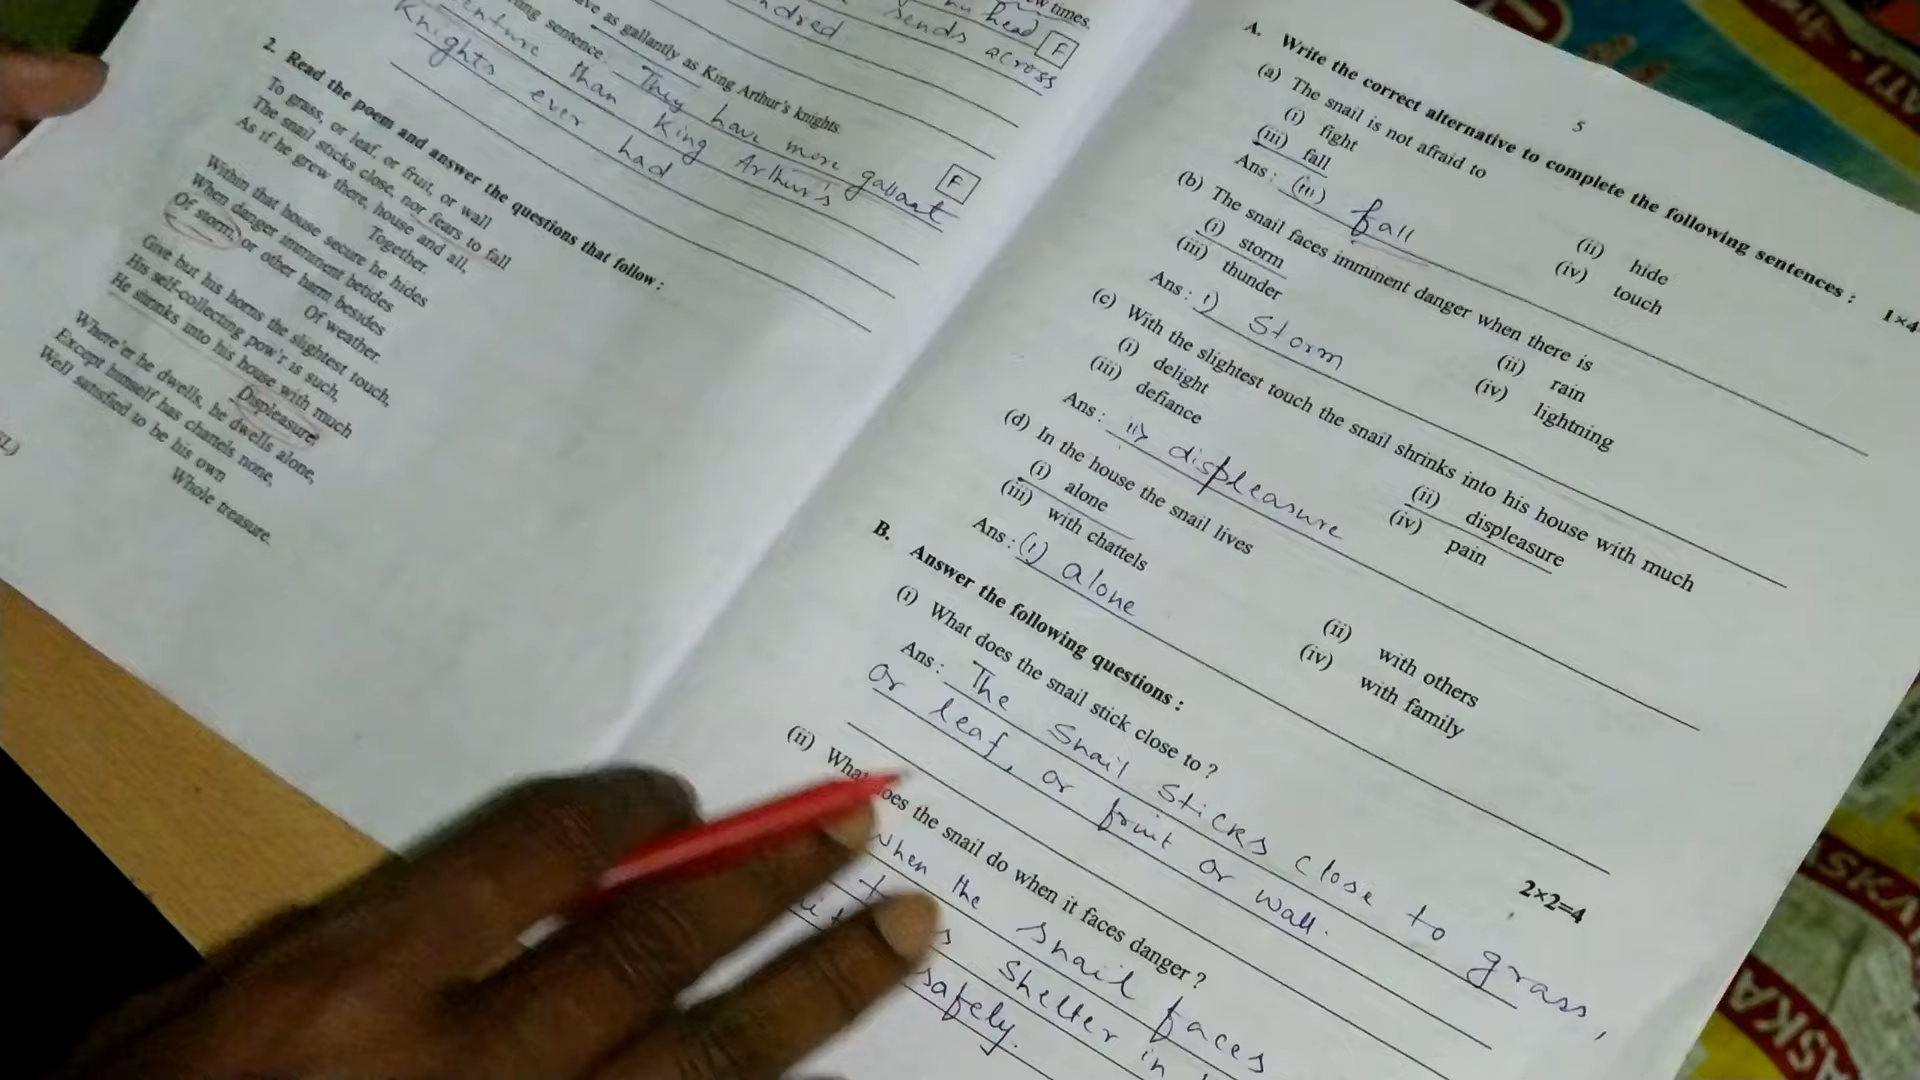 few times.
head
sends across
ndred
F
ve as gallantly as King Arthur's knights.
sentence: They have more gallant
venture than King Arthur's
Knights ever had
F
2. Read the poem and answer the questions that follow :
To grass, or leaf, or fruit, or wall
The snail sticks close, nor fears to fall
As if he grew there, house and all,
Together.
Within that house secure he hides
When danger imminent betides
Of storm, or other harm besides
Of weather.
Give but his horns the slightest touch,
His self-collecting pow'r is such,
He shrinks into his house with much
Displeasure.
Where'er he dwells, he dwells alone,
Except himself has chattels none,
Well satisfied to be his own
Whole treasure.
5
A. Write the correct alternative to complete the following sentences : 1×4
(a) The snail is not afraid to
(i) fight
(ii) hide
(iii) fall
(iv) touch
Ans : (iii) fall
(b) The snail faces imminent danger when there is
(i) storm
(ii) rain
(iii) thunder
(iv) lightning
Ans : i) Storm
(c) With the slightest touch the snail shrinks into his house with much
(i) delight
(ii) displeasure
(iii) defiance
(iv) pain
Ans : ii) displeasure
(d) In the house the snail lives
(i) alone
(ii) with others
(iii) with chattels
(iv) with family
Ans : (i) alone
B. Answer the following questions : 2×2=4
(i) What does the snail stick close to ?
Ans : The Snail Sticks close to grass,
or leaf, or fruit or wall.
(ii) What does the snail do when it faces danger ?
When the snail faces
shelter in
safely.